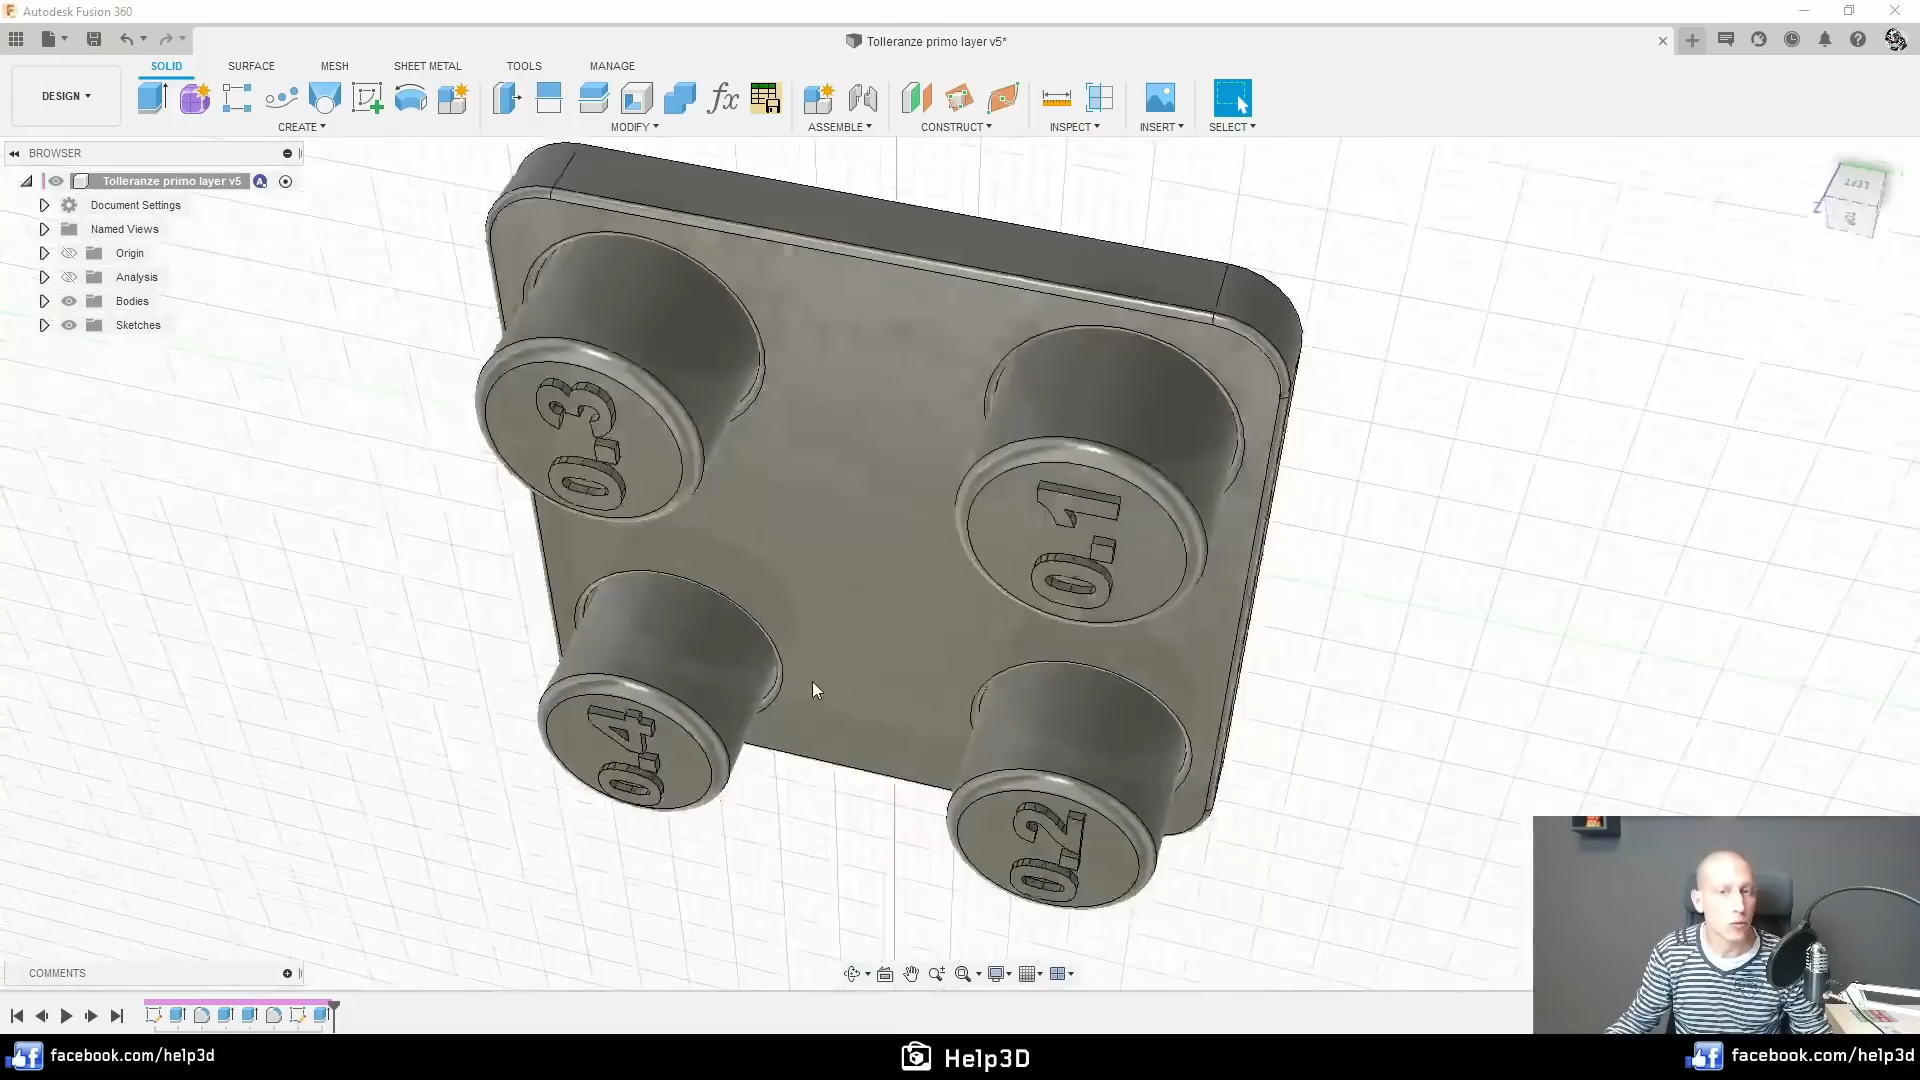 Autodesk Fusion 360
Tolleranze primo layer v5*
DESIGN
SOLID SURFACE MESH SHEET METAL TOOLS MANAGE
fx
CREATE MODIFY ASSEMBLE CONSTRUCT INSPECT INSERT SELECT
BROWSER
Tolleranze primo layer v5
Document Settings
Named Views
Origin
Analysis
Bodies
Sketches
LEFT
Z
0.3
0.1
0.4
0.2
COMMENTS
facebook.com/help3d
Help3D
facebook.com/help3d